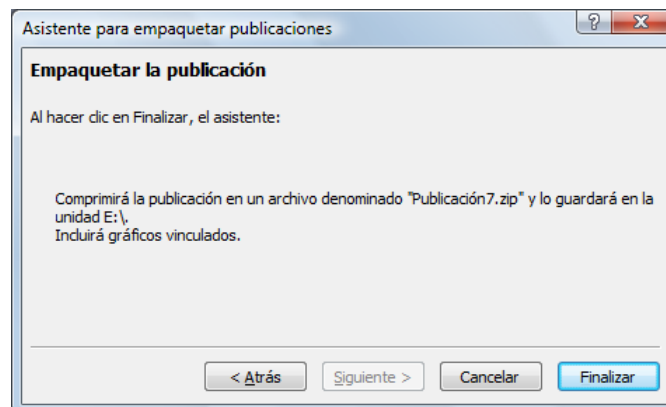 Asistente para empaquetar publicaciones
?
Empaquetar la publicación
Al hacer clic en Finalizar, el asistente:
Comprimirá la publicación en un archivo denominado "Publicación7.zip" y lo guardará en la
unidad E:\.
Incluirá gráficos vinculados.
< Atrás Siguiente > Cancelar Finalizar